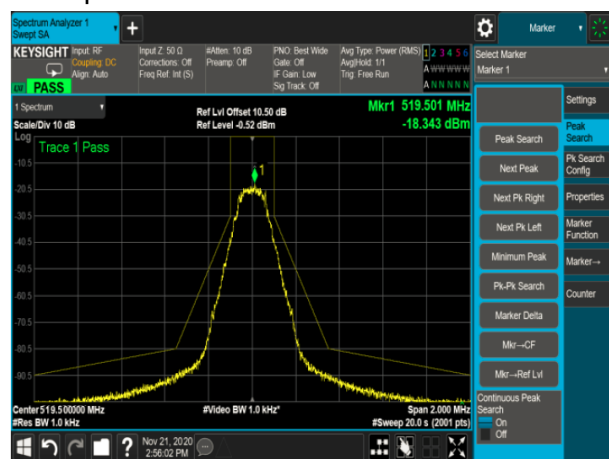 Spectrum Analyzer 1
Swept SA
+
Marker
KEYSIGHT
Input: RF
Coupling: DC
Align: Auto
Input Z: 50 Ω
Corrections: Off
Freq Ref: Int (S)
#Atten: 10 dB
Preamp: Off
PNO: Best Wide
Gate: Off
IF Gain: Low
Sig Track: Off
Avg Type: Power (RMS)
Avg|Hold: 1/1
Trig: Free Run
1 2 3 4 5 6
A W W W W W
A N N N N N
LXI PASS
Select Marker
Marker 1
1 Spectrum
Scale/Div 10 dB
Log
Ref Lvl Offset 10.50 dB
Ref Level -0.52 dBm
Mkr1 519.501 MHz
-18.343 dBm
Trace 1 Pass
1
-10.5
-20.5
-30.5
-40.5
-50.5
-60.5
-70.5
-80.5
-90.5
Center 519.500000 MHz
#Res BW 1.0 kHz
#Video BW 1.0 kHz*
Span 2.000 MHz
#Sweep 20.0 s (2001 pts)
Peak Search
Next Peak
Next Pk Right
Next Pk Left
Minimum Peak
Pk-Pk Search
Marker Delta
Mkr→CF
Mkr→Ref Lvl
Continuous Peak
Search
On
Off
Settings
Peak
Search
Pk Search
Config
Properties
Marker
Function
Marker→
Counter
?
Nov 21, 2020
2:56:02 PM